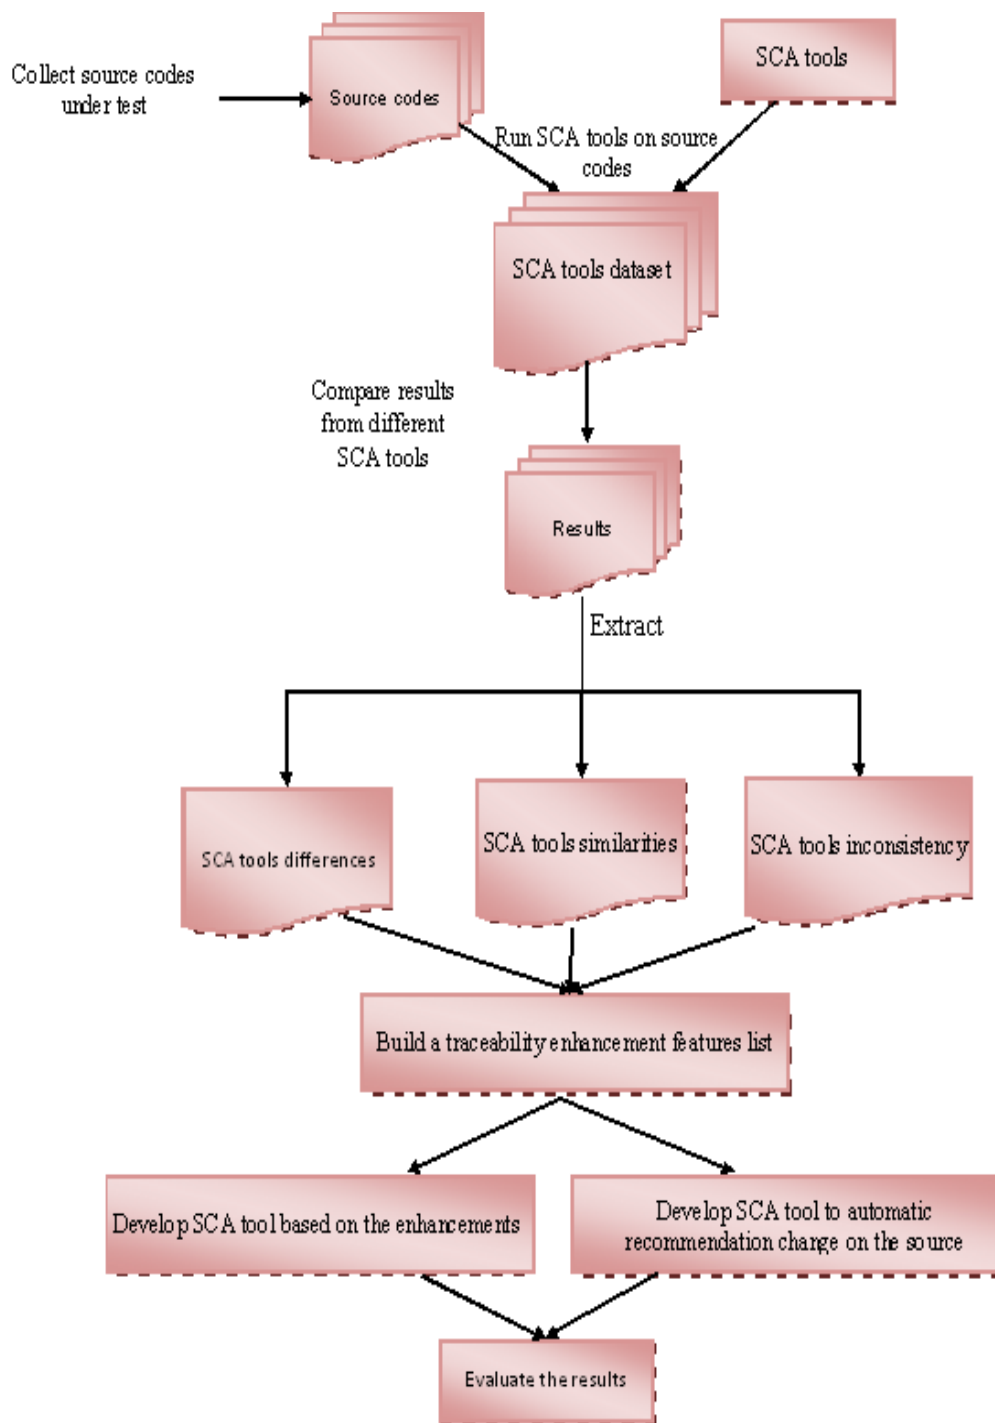 Collect source codes
under test
Source codes
SCA tools
Run SCA tools on source
codes
SCA tools dataset
Compare results
from different
SCA tools
Results
Extract
SCA tools differences
SCA tools similarities
SCA tools inconsistency
Build a traceability enhancement features list
Develop SCA tool based on the enhancements
Develop SCA tool to automatic
recommendation change on the source
Evaluate the results